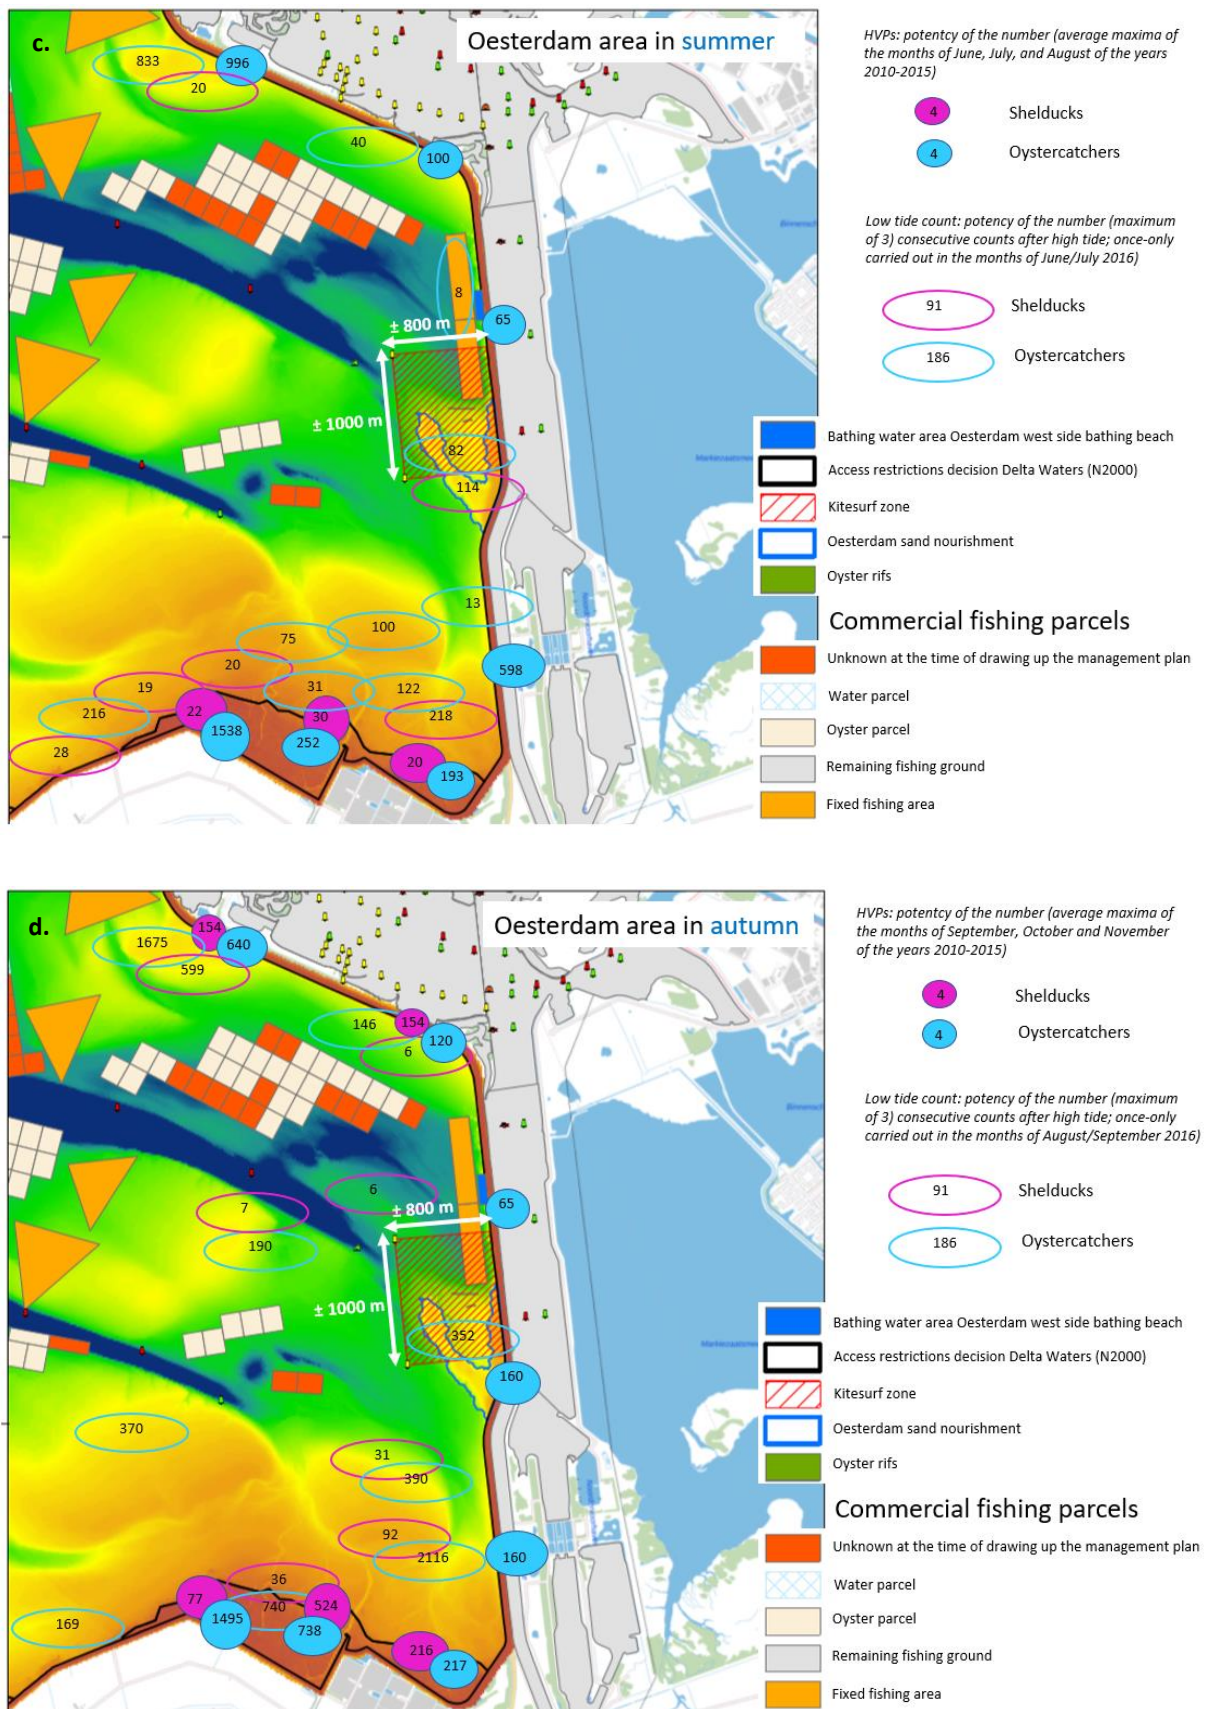 c.
Oesterdam area in summer
833
996
20
40
100
8
65
± 800 m
± 1000 m
82
114
13
100
75
598
20
19
31
122
216
22
30
218
1538
252
28
20
193
HVPs: potency of the number (average maxima of
the months of June, July, and August of the years
2010-2015)
4 Shelducks
4 Oystercatchers
Low tide count: potency of the number (maximum
of 3) consecutive counts after high tide; once-only
carried out in the months of June/July 2016)
91 Shelducks
186 Oystercatchers
Bathing water area Oesterdam west side bathing beach
Access restrictions decision Delta Waters (N2000)
Kitesurf zone
Oesterdam sand nourishment
Oyster rifs
Commercial fishing parcels
Unknown at the time of drawing up the management plan
Water parcel
Oyster parcel
Remaining fishing ground
Fixed fishing area
d.
Oesterdam area in autumn
154
1675
640
599
146
154
120
6
6
7
65
± 800 m
190
± 1000 m
352
160
370
31
390
92
2116
160
36
77
740
524
1495
169
738
216
217
HVPs: potentcy of the number (average maxima of
the months of September, October and November
of the years 2010-2015)
4 Shelducks
4 Oystercatchers
Low tide count: potency of the number (maximum
of 3) consecutive counts after high tide; once-only
carried out in the months of August/September 2016)
91 Shelducks
186 Oystercatchers
Bathing water area Oesterdam west side bathing beach
Access restrictions decision Delta Waters (N2000)
Kitesurf zone
Oesterdam sand nourishment
Oyster rifs
Commercial fishing parcels
Unknown at the time of drawing up the management plan
Water parcel
Oyster parcel
Remaining fishing ground
Fixed fishing area